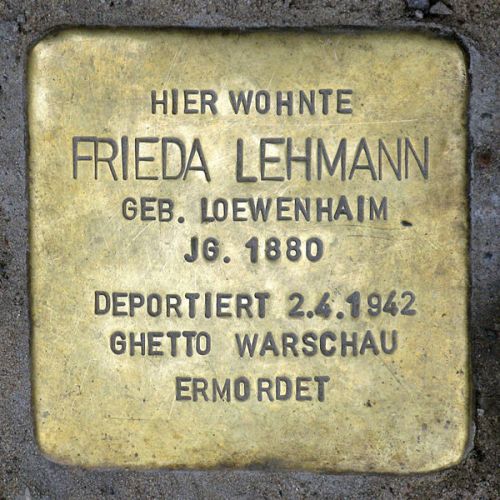 HIER WOHNTE
FRIEDA LEHMANN
GEB. LOEWENHAIM
JG. 1880
DEPORTIERT 2.4.1942
GHETTO WARSCHAU
ERMORDET